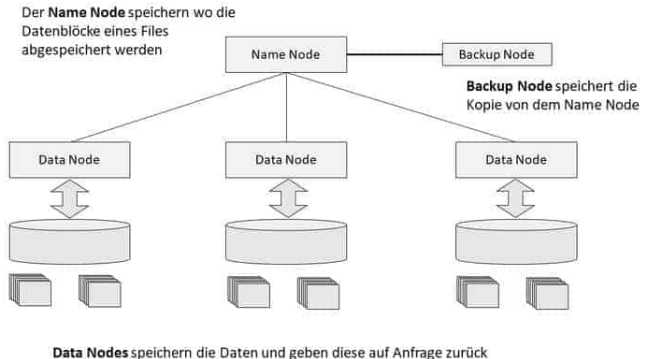 Der Name Node speichern wo die
Datenblöcke eines Files
abgespeichert werden
Name Node
Backup Node
Backup Node speichert die
Kopie von dem Name Node
Data Node
Data Node
Data Node
Data Nodes speichern die Daten und geben diese auf Anfrage zurück